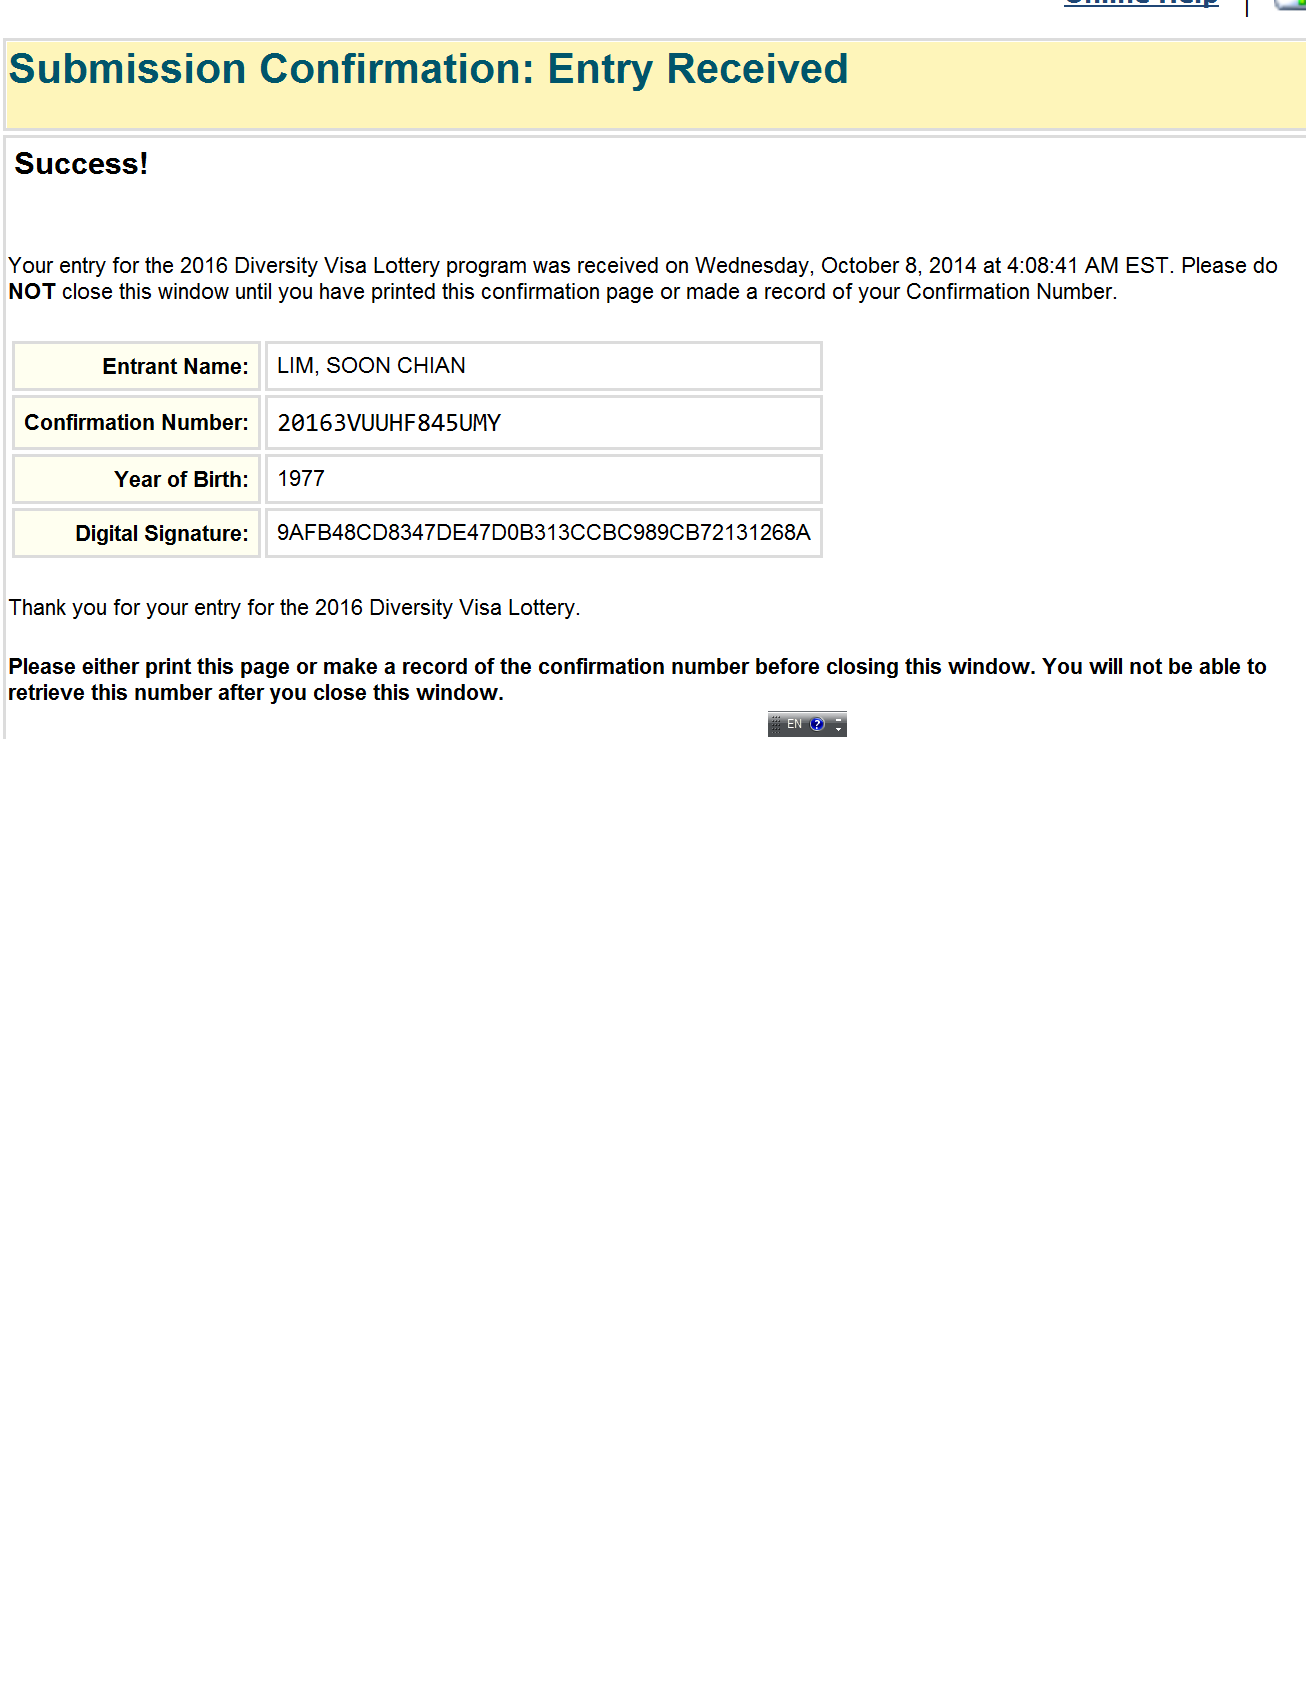 Online Help
Submission Confirmation: Entry Received
Success!
Your entry for the 2016 Diversity Visa Lottery program was received on Wednesday, October 8, 2014 at 4:08:41 AM EST. Please do
NOT close this window until you have printed this confirmation page or made a record of your Confirmation Number.
Entrant Name: LIM, SOON CHIAN
Confirmation Number: 20163VUUHF845UMY
Year of Birth: 1977
Digital Signature: 9AFB48CD8347DE47D0B313CCBC989CB72131268A
Thank you for your entry for the 2016 Diversity Visa Lottery.
Please either print this page or make a record of the confirmation number before closing this window. You will not be able to
retrieve this number after you close this window.
EN ?